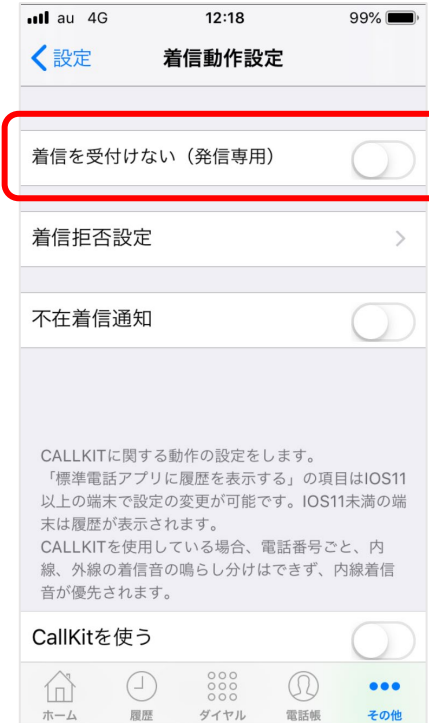 au 4G 12:18 99%
設定 着信動作設定
着信を受付けない（発信専用）
着信拒否設定
不在着信通知
CALLKITに関する動作の設定をします。
「標準電話アプリに履歴を表示する」の項目はIOS11
以上の端末で設定の変更が可能です。IOS11未満の端
末は履歴が表示されます。
CALLKITを使用している場合、電話番号ごと、内
線、外線の着信音の鳴らし分けはできず、内線着信
音が優先されます。
CallKitを使う
ホーム 履歴 ダイヤル 電話帳 その他